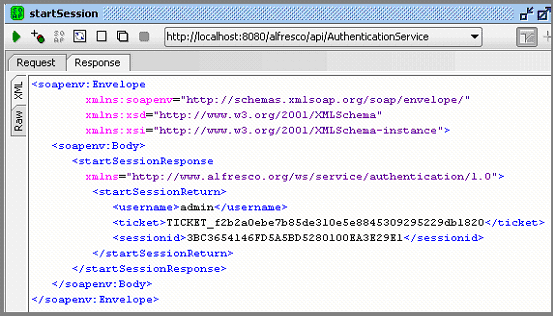 startSession
http://localhost:8080/alfresco/api/AuthenticationService
Request Response
XML
Raw
<soapenv:Envelope
xmlns:soapenv="http://schemas.xmlsoap.org/soap/envelope/"
xmlns:xsd="http://www.w3.org/2001/XMLSchema"
xmlns:xsi="http://www.w3.org/2001/XMLSchema-instance">
<soapenv:Body>
<startSessionResponse
xmlns="http://www.alfresco.org/ws/service/authentication/1.0">
<startSessionReturn>
<username>admin</username>
<ticket>TICKET_f2b2a0ebe7b85de310e5e8845309295229db1820</ticket>
<sessionid>3BC3654146FD5A5BD5280100EA3E29E1</sessionid>
</startSessionReturn>
</startSessionResponse>
</soapenv:Body>
</soapenv:Envelope>